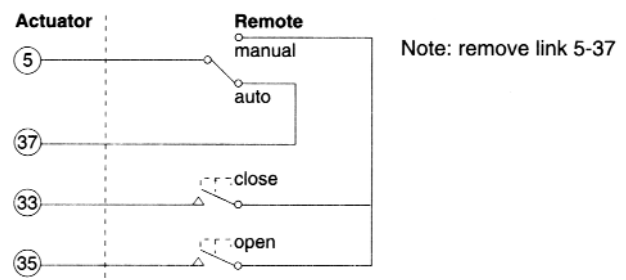 Actuator
Remote
manual
Note: remove link 5-37
5
auto
37
close
33
open
35